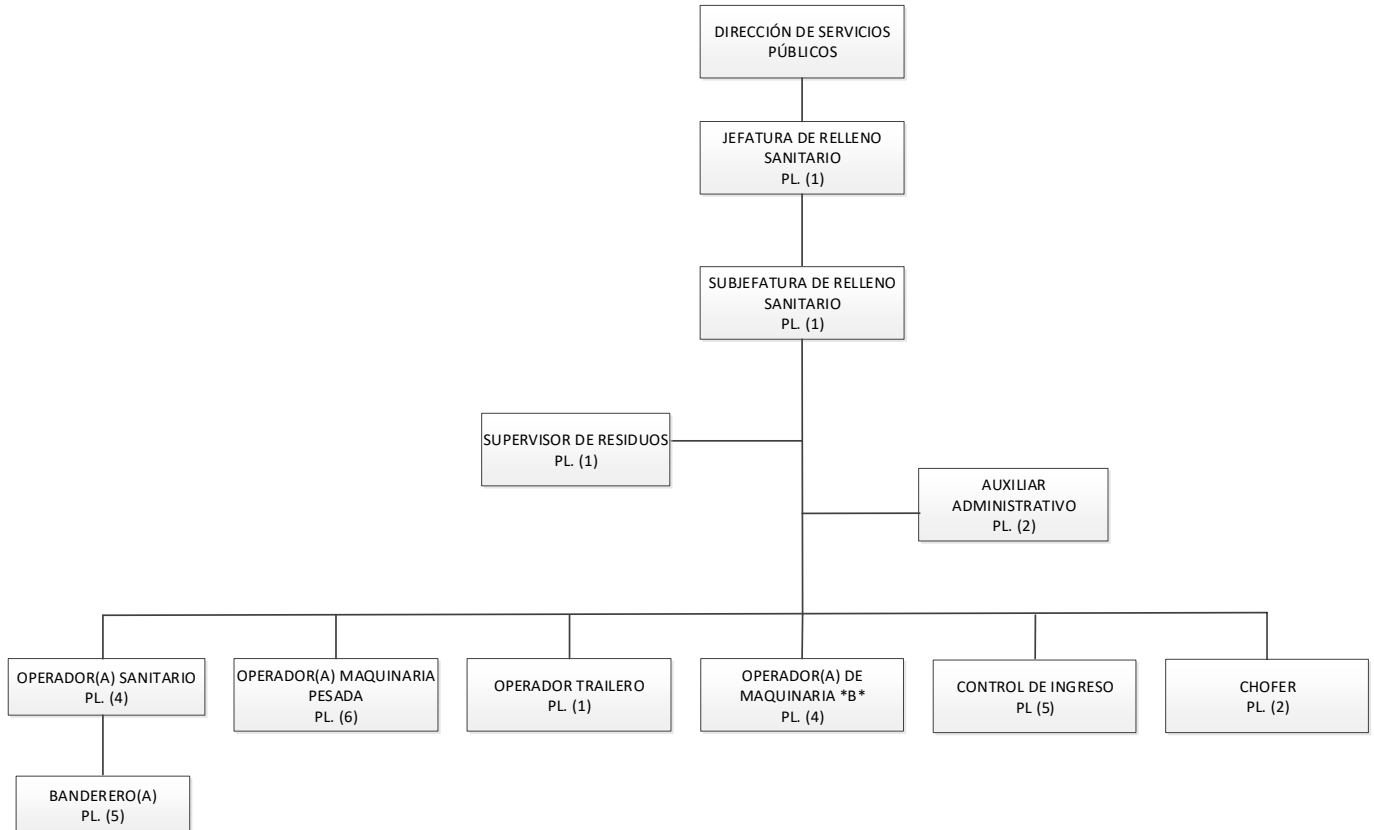 DIRECCIÓN DE SERVICIOS
PÚBLICOS
JEFATURA DE RELLENO
SANITARIO
PL. (1)
SUBJEFATURA DE RELLENO
SANITARIO
PL. (1)
SUPERVISOR DE RESIDUOS
PL. (1)
AUXILIAR
ADMINISTRATIVO
PL. (2)
OPERADOR(A) SANITARIO
PL. (4)
OPERADOR(A) MAQUINARIA
PESADA
PL. (6)
OPERADOR TRAILERO
PL. (1)
OPERADOR(A) DE
MAQUINARIA *B*
PL. (4)
CONTROL DE INGRESO
PL (5)
CHOFER
PL. (2)
BANDERERO(A)
PL. (5)